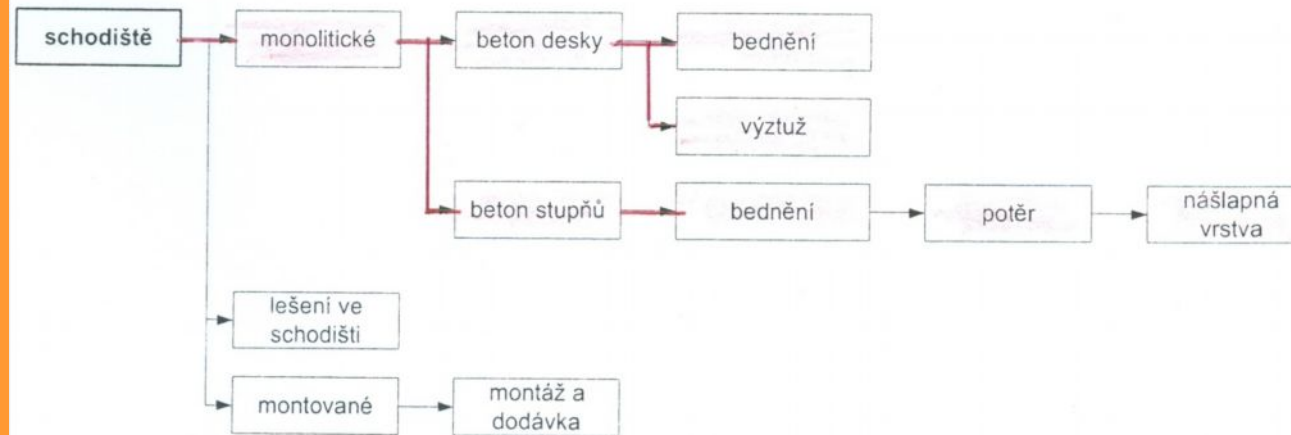 schodiště
monolitické
beton desky
bednění
výztuž
beton stupňů
bednění
potěr
nášlapná
vrstva
lešení ve
schodišti
montované
montáž a
dodávka